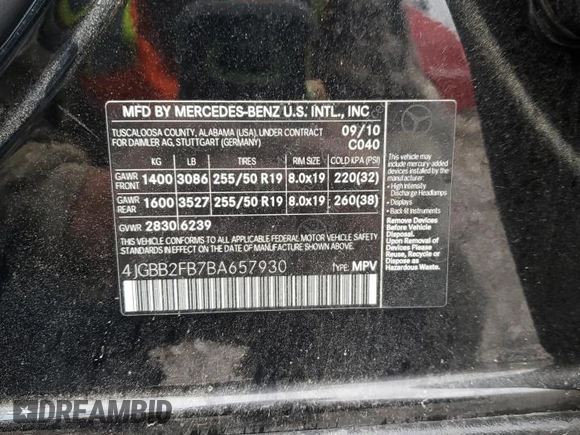 MFD BY MERCEDES-BENZ U.S. INTL., INC
TUSCALOOSA COUNTY, ALABAMA (USA), UNDER CONTRACT
FOR DAIMLER AG, STUTTGART (GERMANY)
09/10
C040
KG LB TIRES RIM SIZE COLD KPA (PSI)
GAWR FRONT 1400 3086 255/50 R19 8.0x19 220(32)
GAWR REAR 1600 3527 255/50 R19 8.0x19 260(38)
GVWR 2830 6239
THIS VEHICLE CONFORMS TO ALL APPLICABLE FEDERAL MOTOR VEHICLE SAFETY
STANDARDS IN EFFECT ON THE DATE OF MANUFACTURE SHOWN ABOVE.
4JGBB2FB7BA657930 TYPE: MPV
This vehicle may
include mercury-added
devices installed by the
manufacturer:
• High Intensity
Discharge Headlamps
• Displays
• Back lit Instruments
Remove Devices
Before Vehicle Disposal.
Upon Removal of
Devices Please
Reuse, Recycle or
Dispose as
Hazardous Waste.
DREAMBID